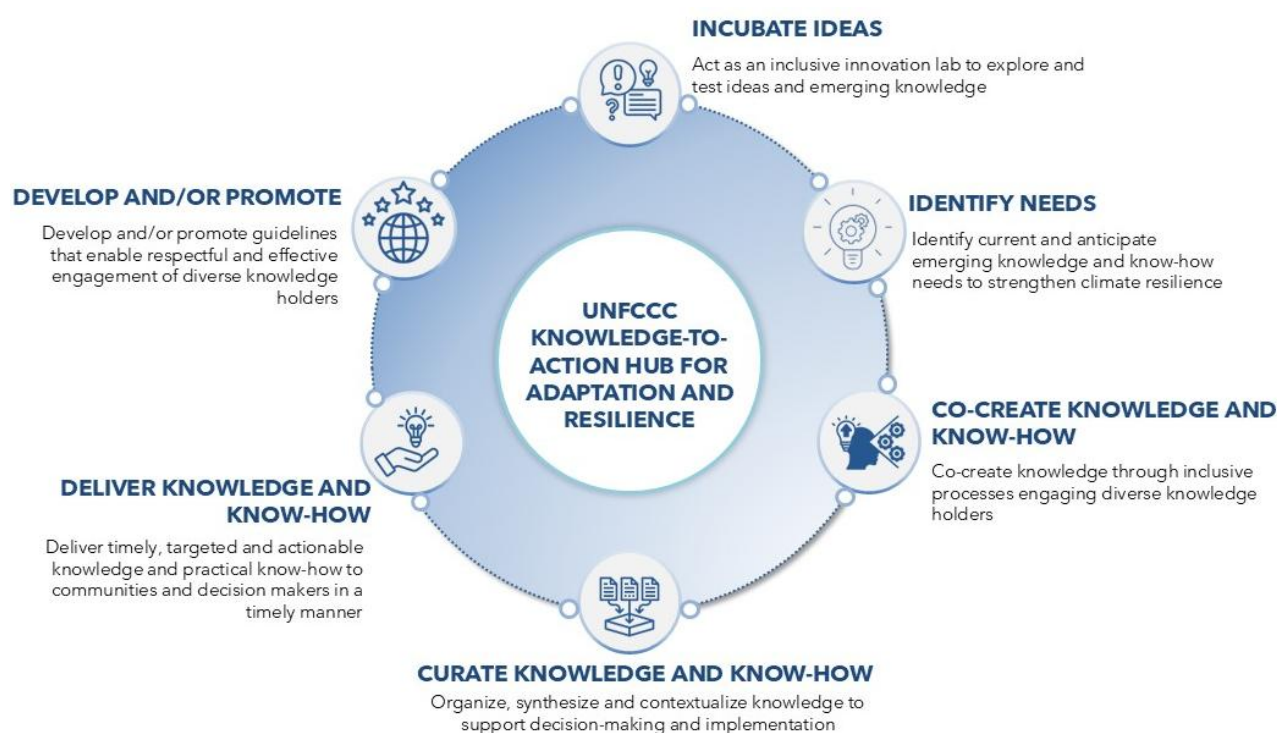 INCUBATE IDEAS
Act as an inclusive innovation lab to explore and
test ideas and emerging knowledge
IDENTIFY NEEDS
Identify current and anticipate
emerging knowledge and know-how
needs to strengthen climate resilience
CO-CREATE KNOWLEDGE AND
KNOW-HOW
Co-create knowledge through inclusive
processes engaging diverse knowledge
holders
CURATE KNOWLEDGE AND KNOW-HOW
Organize, synthesize and contextualize knowledge to
support decision-making and implementation
DELIVER KNOWLEDGE AND
KNOW-HOW
Deliver timely, targeted and actionable
knowledge and practical know-how to
communities and decision makers in a
timely manner
DEVELOP AND/OR PROMOTE
Develop and/or promote guidelines
that enable respectful and effective
engagement of diverse knowledge
holders
UNFCCC
KNOWLEDGE-TO-
ACTION HUB FOR
ADAPTATION AND
RESILIENCE